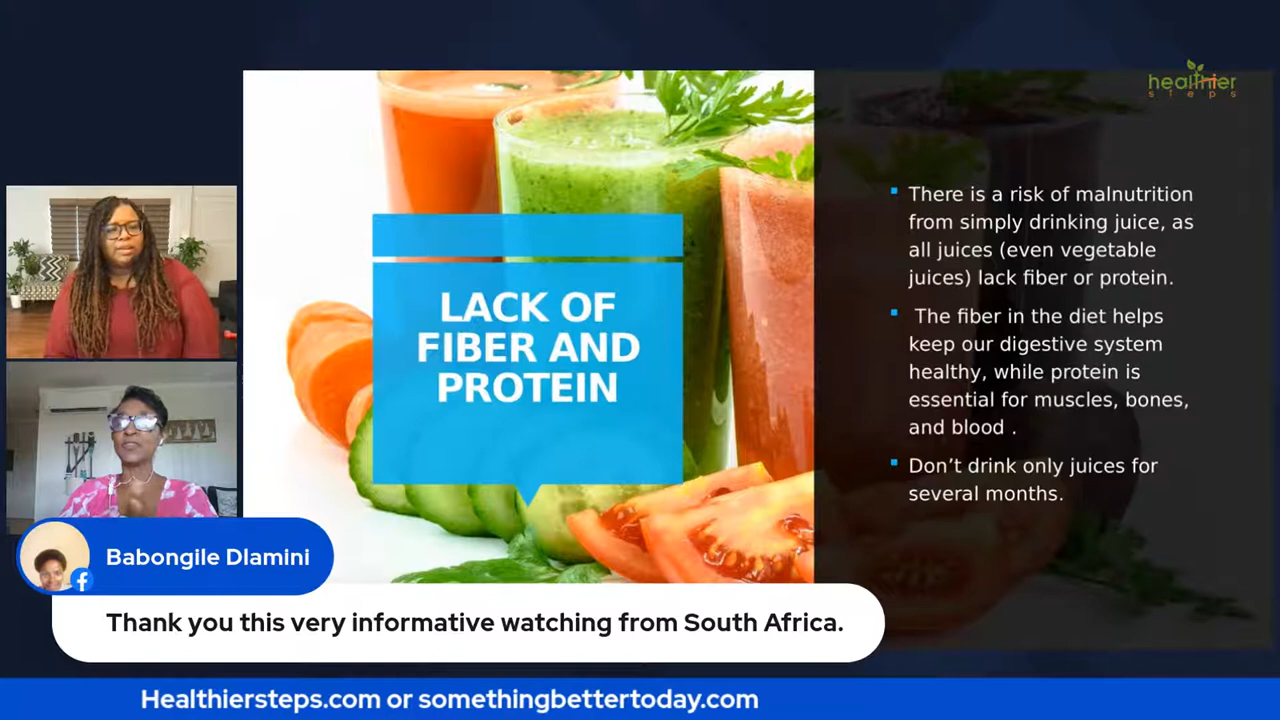 healthier
steps
LACK OF
FIBER AND
PROTEIN
There is a risk of malnutrition
from simply drinking juice, as
all juices (even vegetable
juices) lack fiber or protein.
The fiber in the diet helps
keep our digestive system
healthy, while protein is
essential for muscles, bones,
and blood .
Don’t drink only juices for
several months.
Babongile Dlamini
Thank you this very informative watching from South Africa.
Healthiersteps.com or somethingbettertoday.com